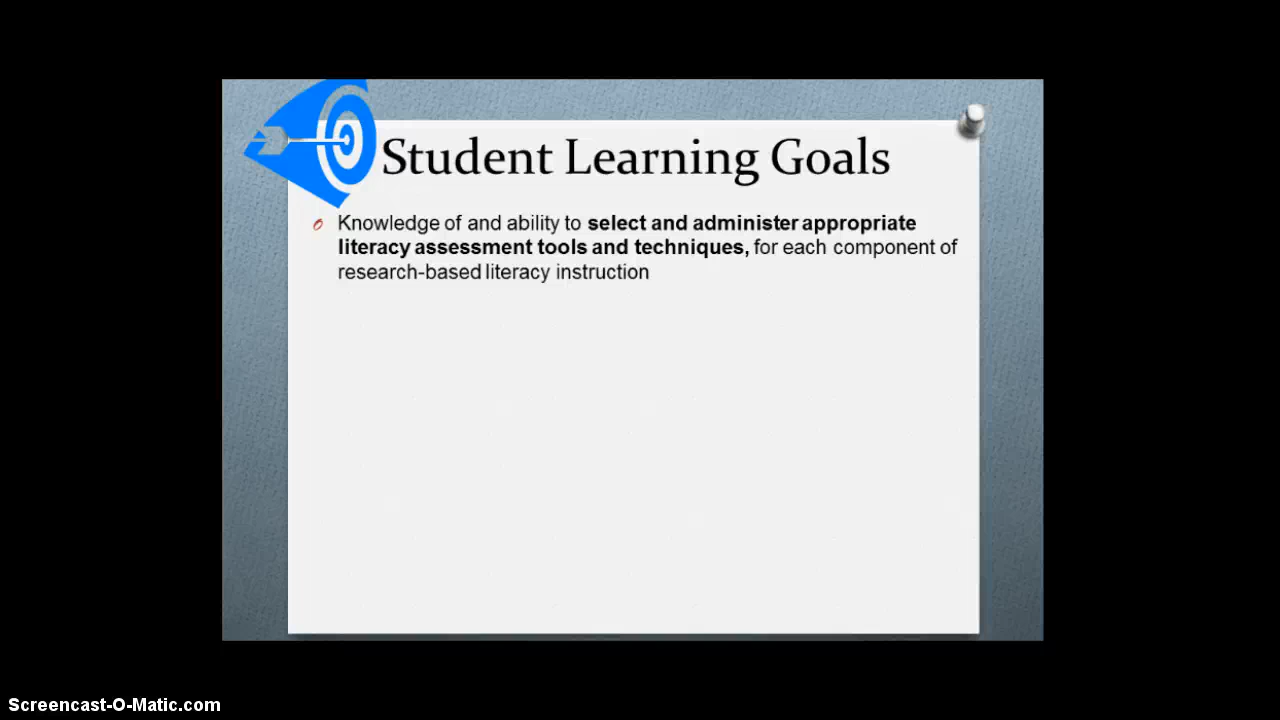 Student Learning Goals
Knowledge of and ability to select and administer appropriate
literacy assessment tools and techniques, for each component of
research-based literacy instruction
Screencast-O-Matic.com